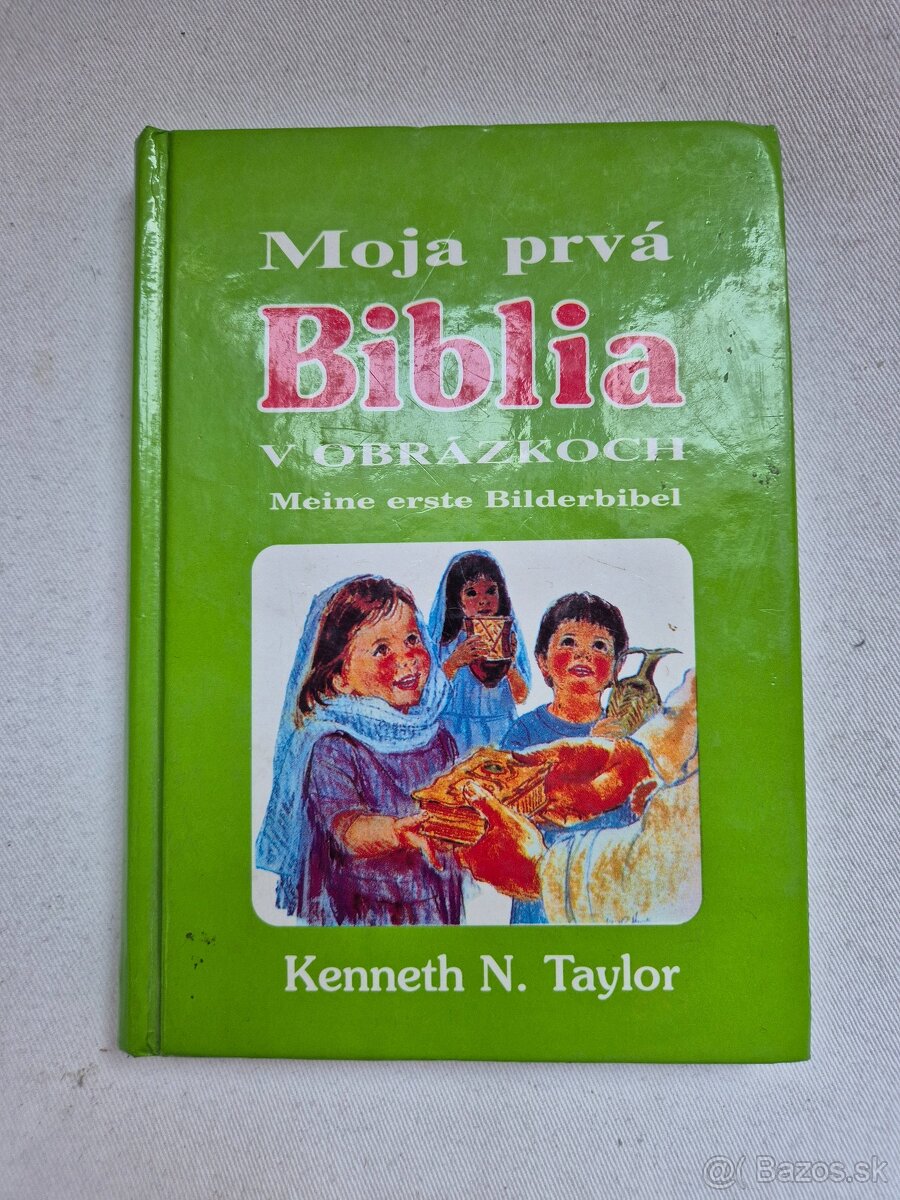 Moja prvá
Biblia
V OBRÁZKOCH
Meine erste Bilderbibel
Kenneth N. Taylor
@( Bazos.sk